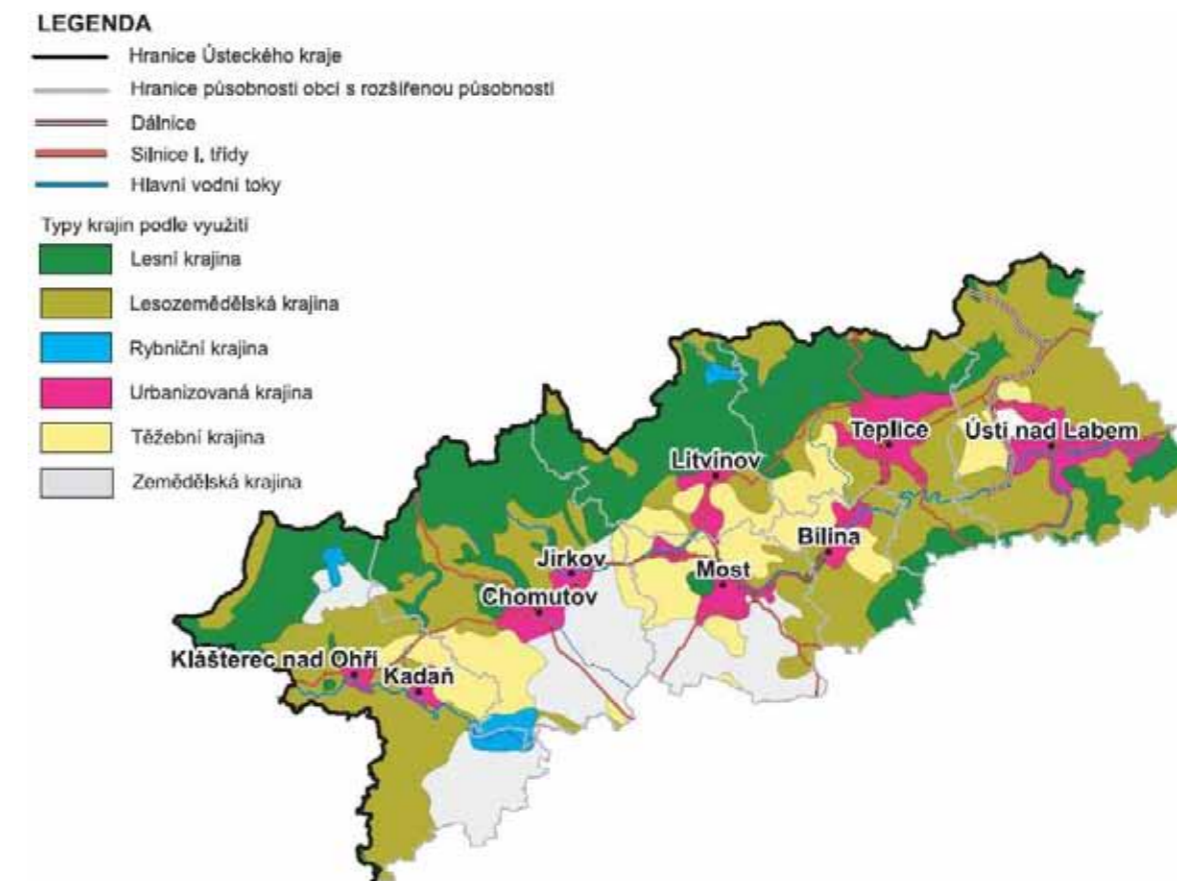 LEGENDA
Hranice Ústeckého kraje
Hranice působnosti obcí s rozšířenou působností
Dálnice
Silnice I. třídy
Hlavní vodní toky
Typy krajin podle využití
Lesní krajina
Lesozemědělská krajina
Rybniční krajina
Urbanizovaná krajina
Těžební krajina
Zemědělská krajina
Teplice
Ústí nad Labem
Litvínov
Bílina
Jirkov
Most
Chomutov
Klášterec nad Ohří
Kadaň